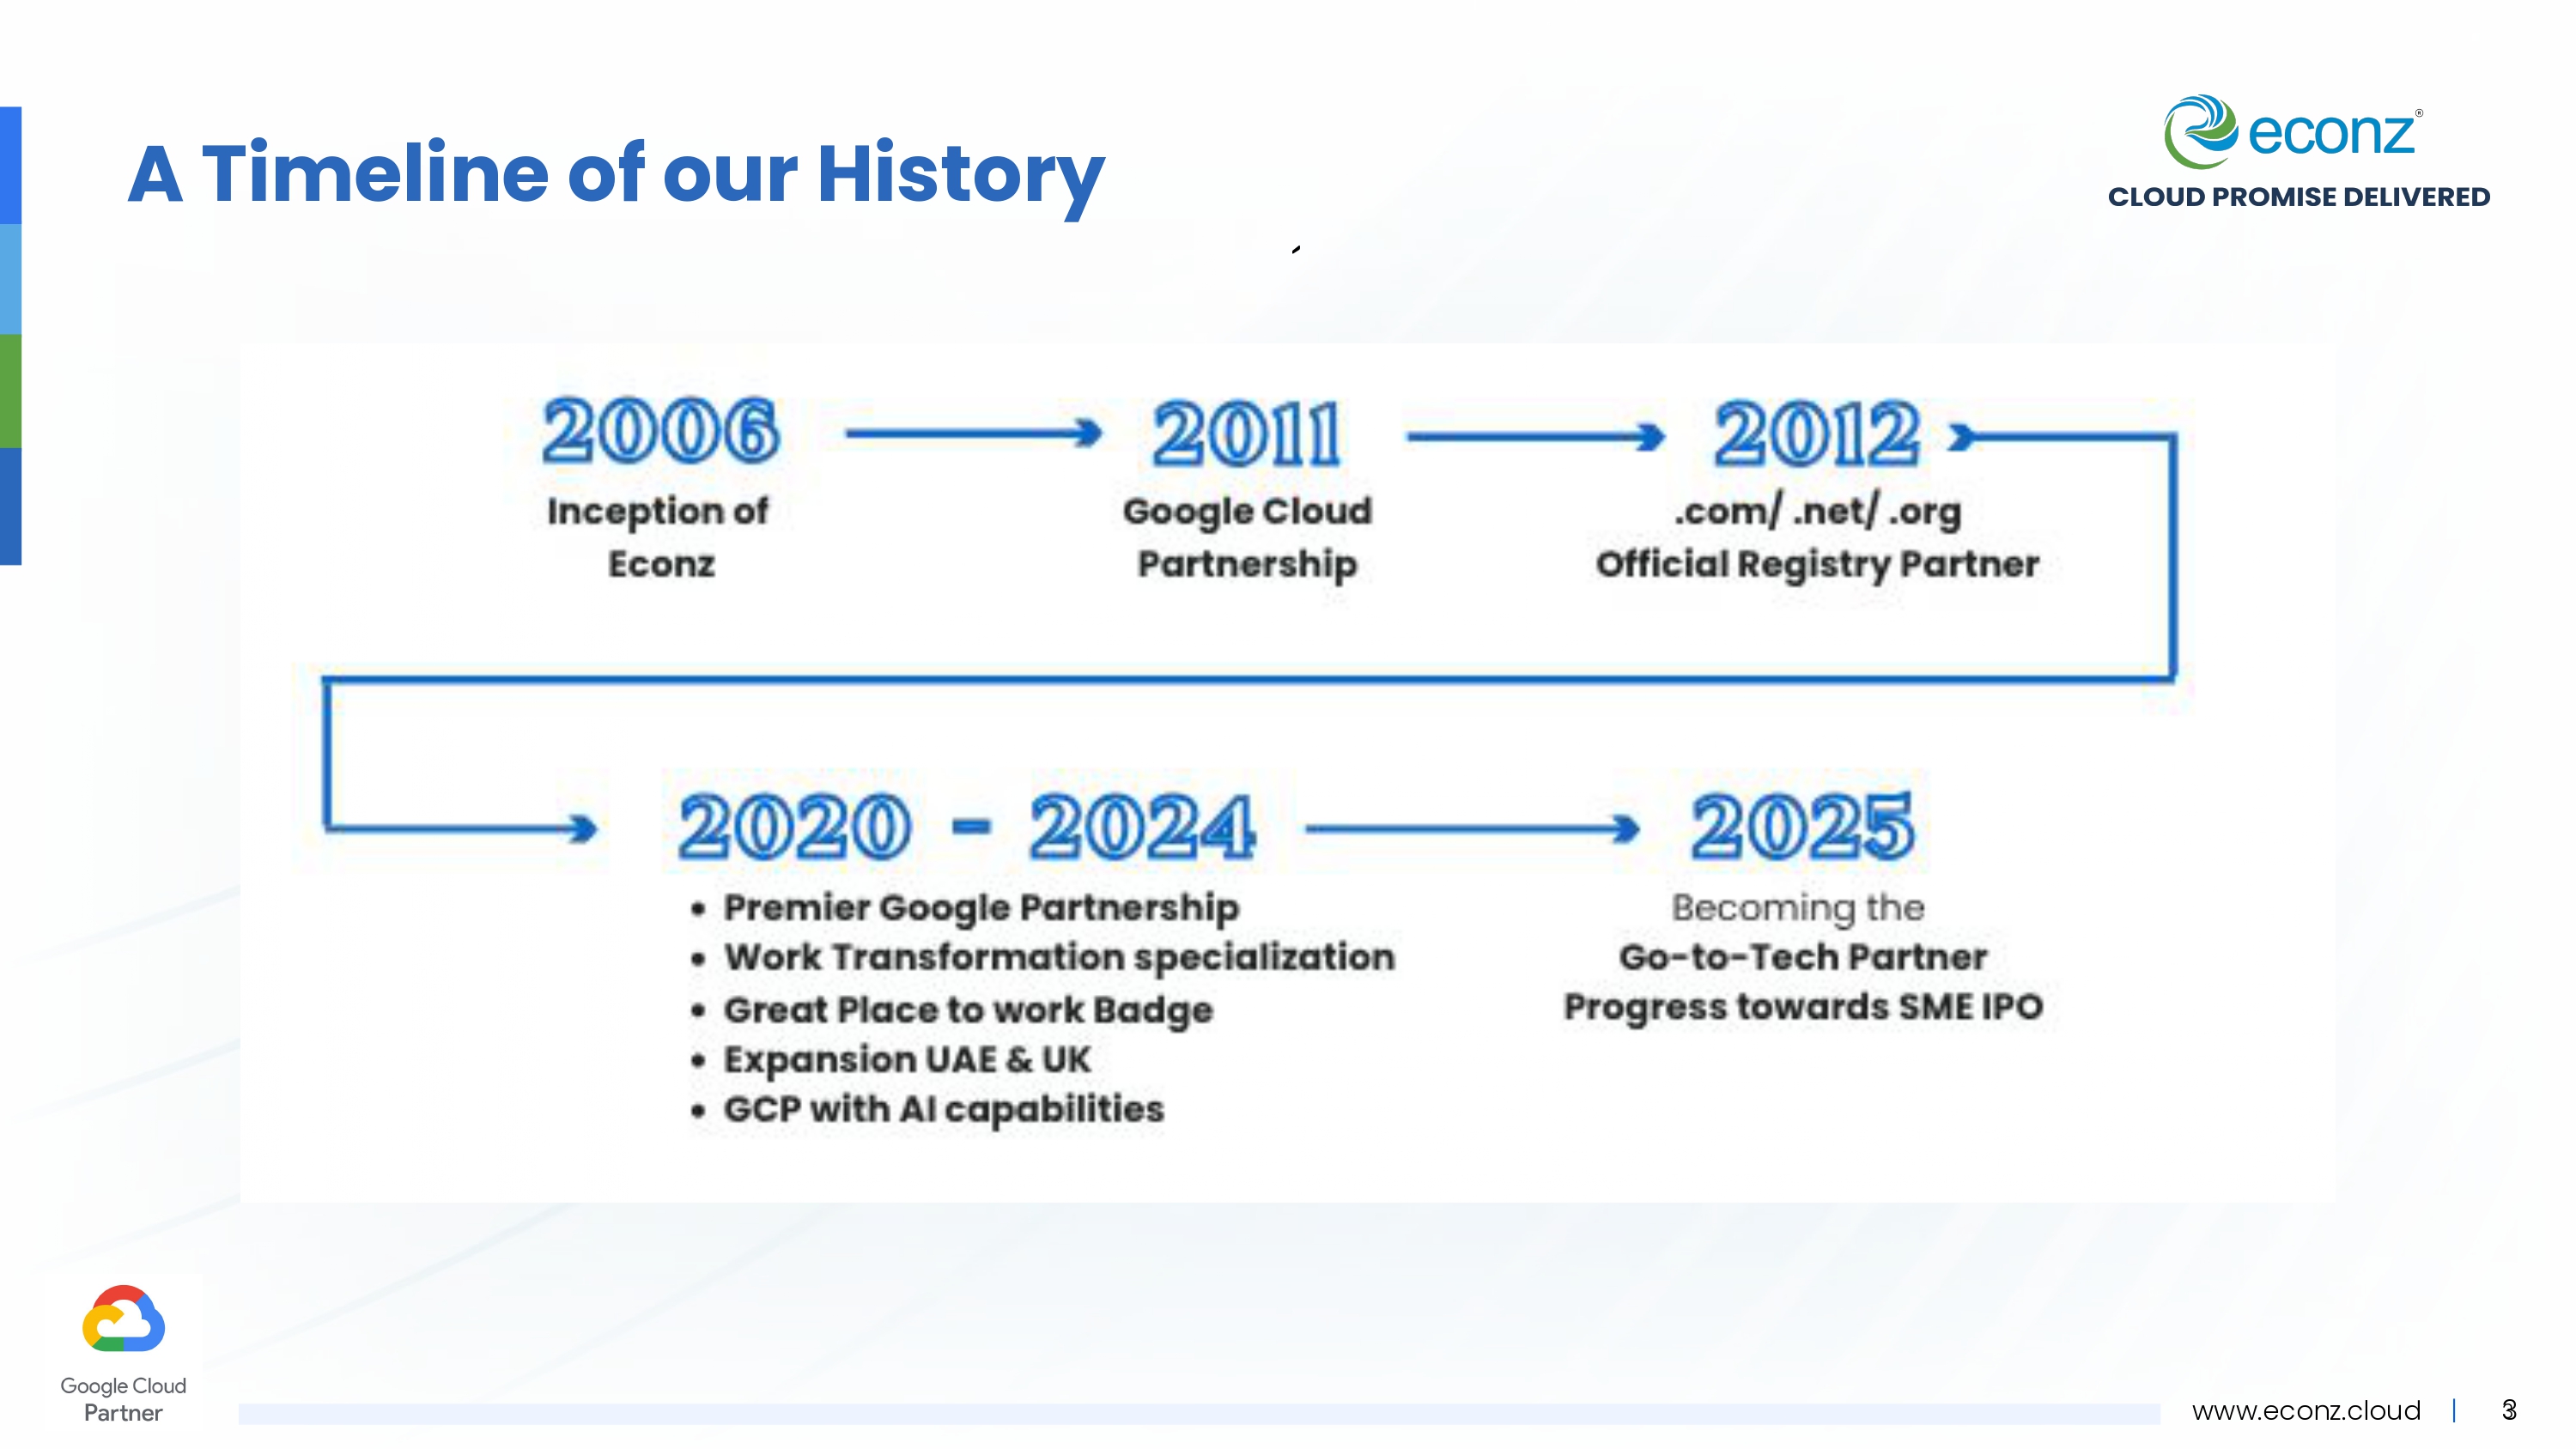 A Timeline of our History
econz®
CLOUD PROMISE DELIVERED
2006
Inception of
Econz
2011
Google Cloud
Partnership
2012
.com/ .net/ .org
Official Registry Partner
2020 - 2024
• Premier Google Partnership
• Work Transformation specialization
• Great Place to work Badge
• Expansion UAE & UK
• GCP with AI capabilities
2025
Becoming the
Go-to-Tech Partner
Progress towards SME IPO
Google Cloud
Partner
www.econz.cloud | 3